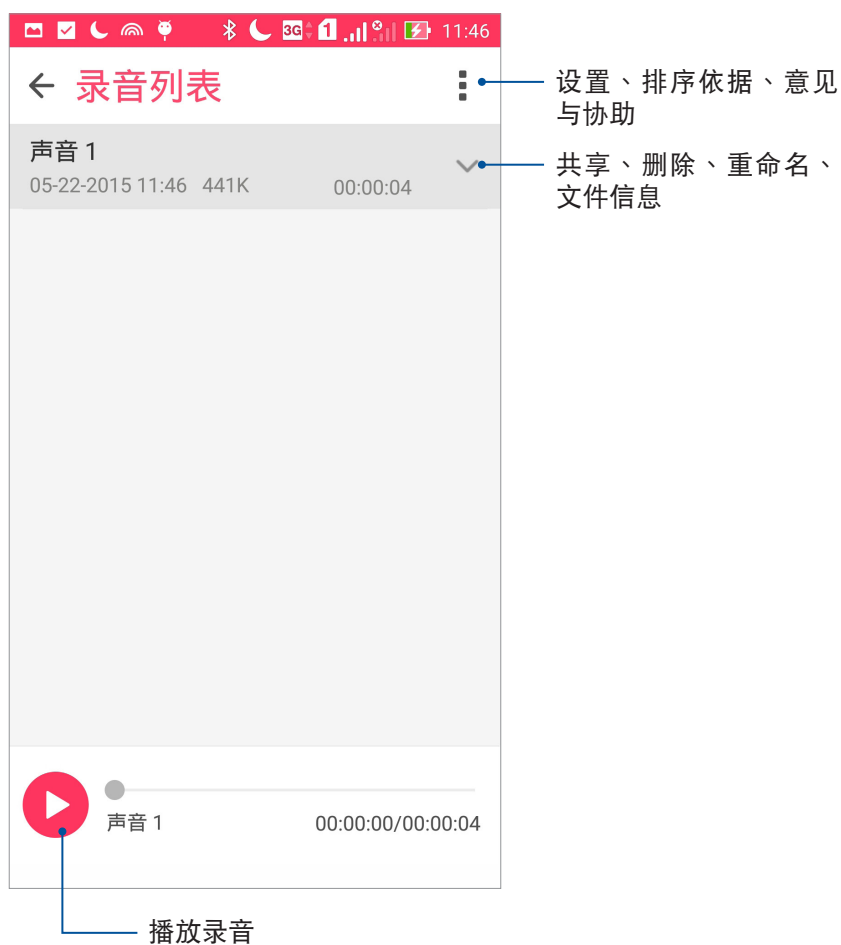 3G 1 11:46
录音列表
设置、排序依据、意见
与协助
声音 1
05-22-2015 11:46 441K 00:00:04
共享、删除、重命名、
文件信息
声音 1 00:00:00/00:00:04
播放录音